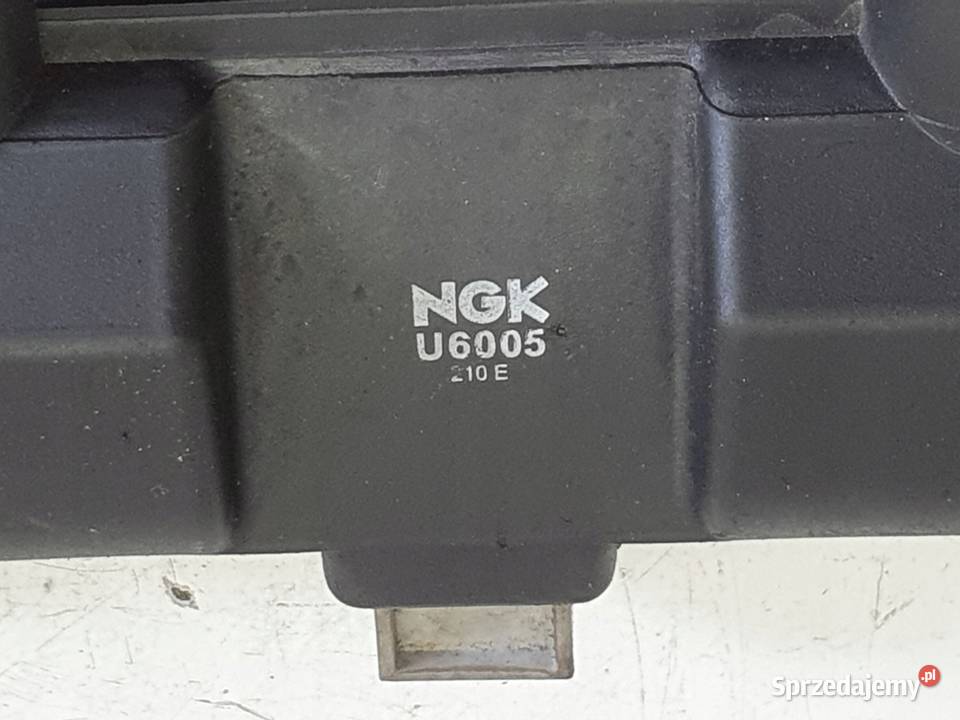 NGK
U6005
210 E
Sprzedajemy.pl